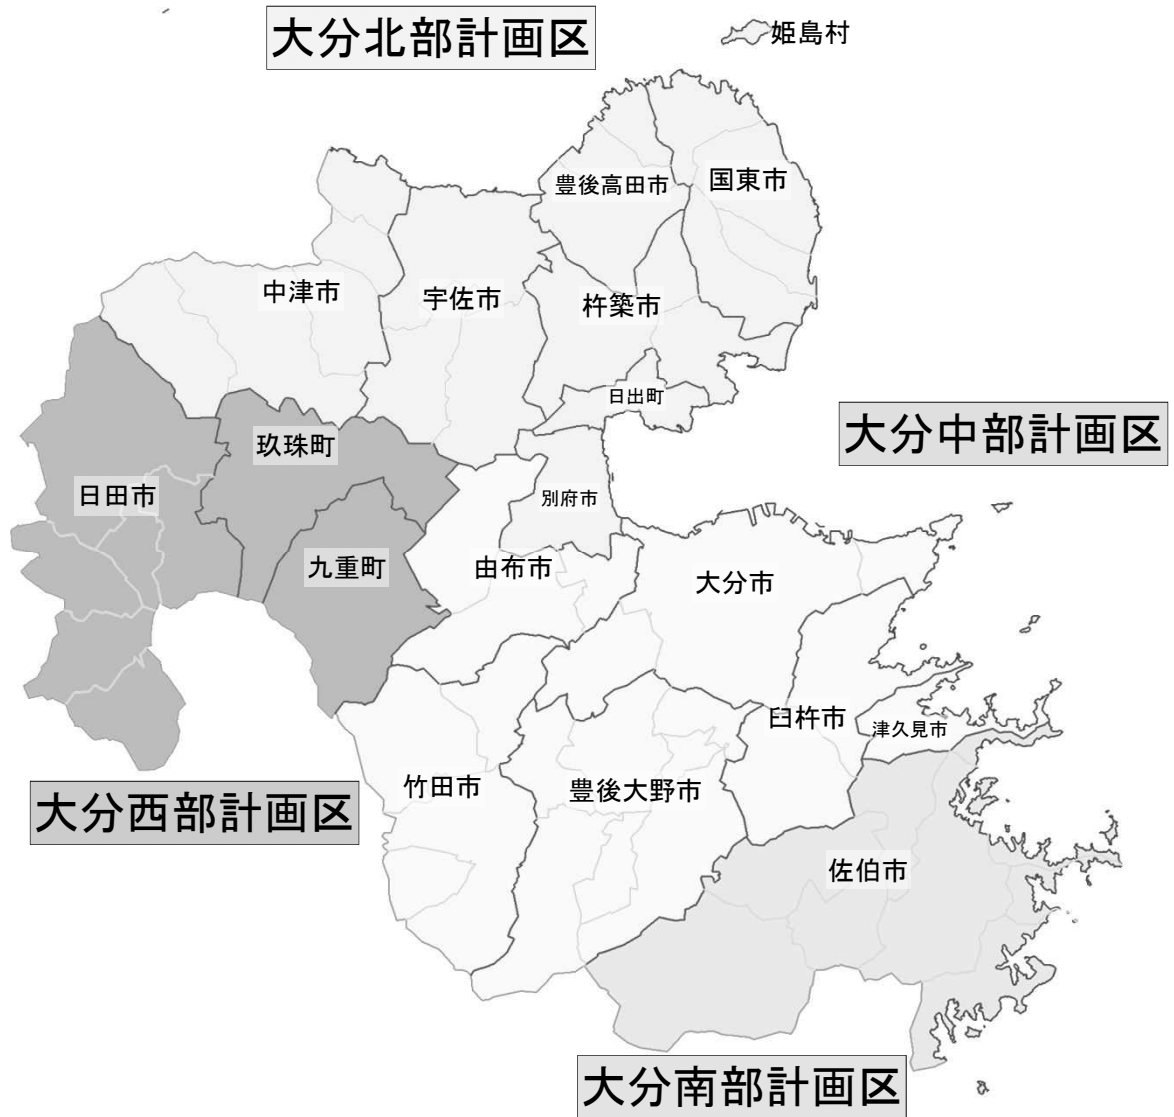 大分北部計画区
姫島村
豊後高田市
国東市
中津市
宇佐市
杵築市
日出町
大分中部計画区
玖珠町
日田市
別府市
九重町
由布市
大分市
臼杵市
津久見市
竹田市
豊後大野市
大分西部計画区
佐伯市
大分南部計画区